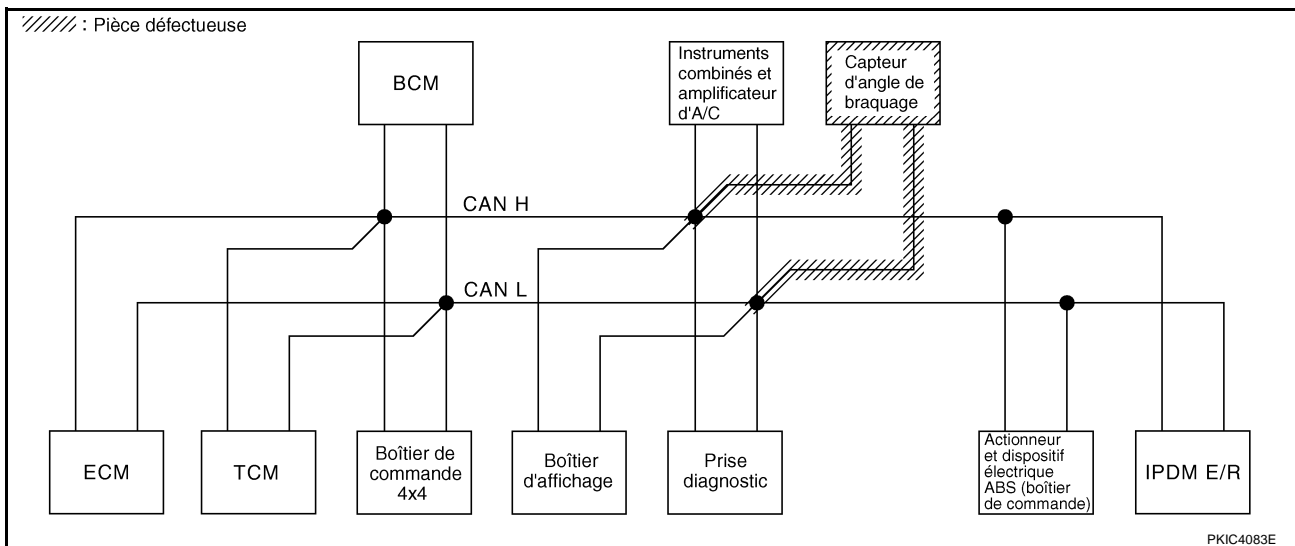 : Pièce défectueuse
BCM
Instruments
combinés et
amplificateur
d'A/C
Capteur
d'angle de
braquage
CAN H
CAN L
ECM
TCM
Boîtier de
commande
4x4
Boîtier
d'affichage
Prise
diagnostic
Actionneur
et dispositif
électrique
ABS (boîtier
de commande)
IPDM E/R
PKIC4083E